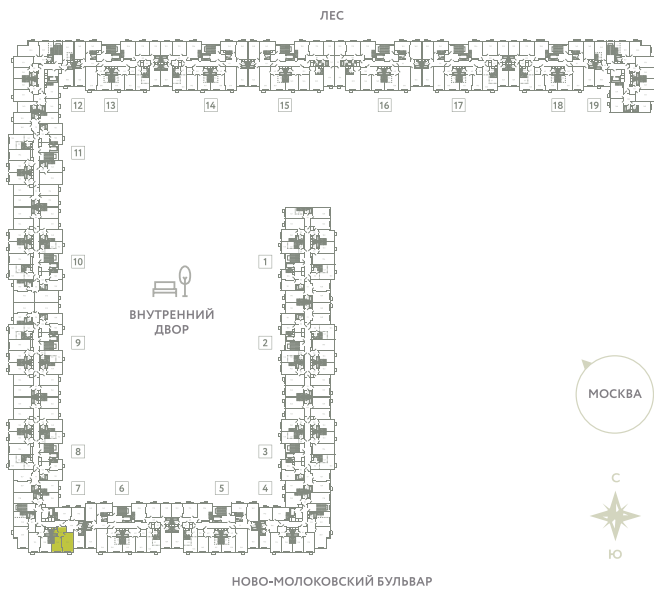 ЛЕС
12 13 14 15 16 17 18 19
11
10 1
ВНУТРЕННИЙ
ДВОР
9 2
МОСКВА
8 3
7 6 5 4
С
Ю
НОВО-МОЛОКОВСКИЙ БУЛЬВАР